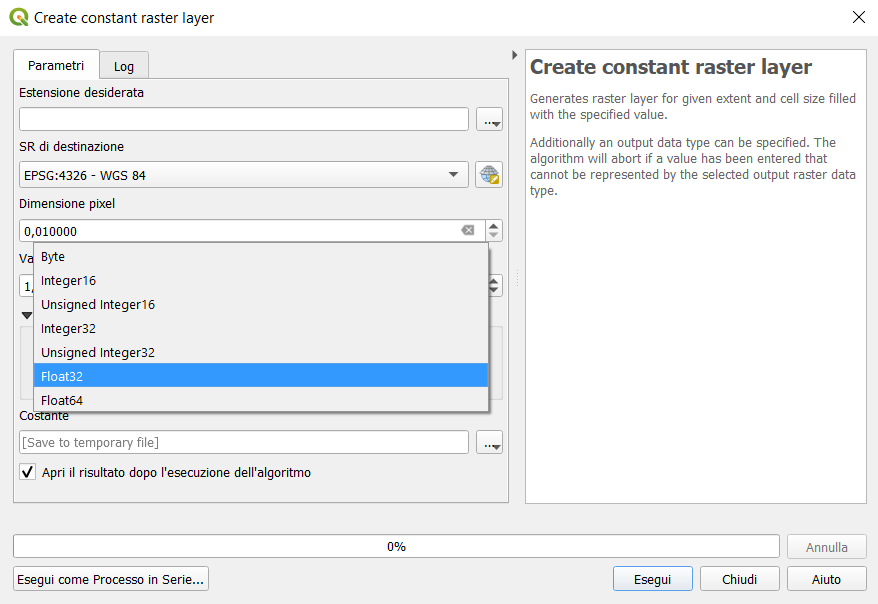 Create constant raster layer
Parametri
Log
Estensione desiderata
...
SR di destinazione
EPSG:4326 - WGS 84
Dimensione pixel
0,010000
Va
1,
Byte
Integer16
Unsigned Integer16
Integer32
Unsigned Integer32
Float32
Float64
Costante
[Save to temporary file]
...
Apri il risultato dopo l'esecuzione dell'algoritmo
Create constant raster layer
Generates raster layer for given extent and cell size filled
with the specified value.
Additionally an output data type can be specified. The
algorithm will abort if a value has been entered that
cannot be represented by the selected output raster data
type.
0%
Annulla
Esegui come Processo in Serie...
Esegui
Chiudi
Aiuto